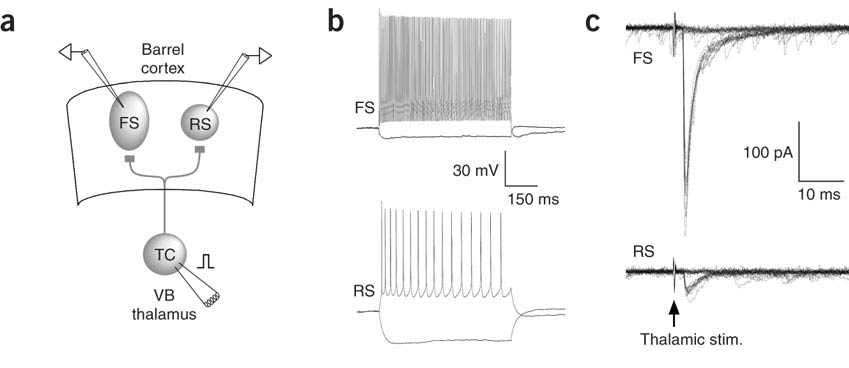 a
Barrel
cortex
FS
RS
TC
VB
thalamus
b
FS
30 mV
150 ms
RS
c
FS
100 pA
10 ms
RS
Thalamic stim.